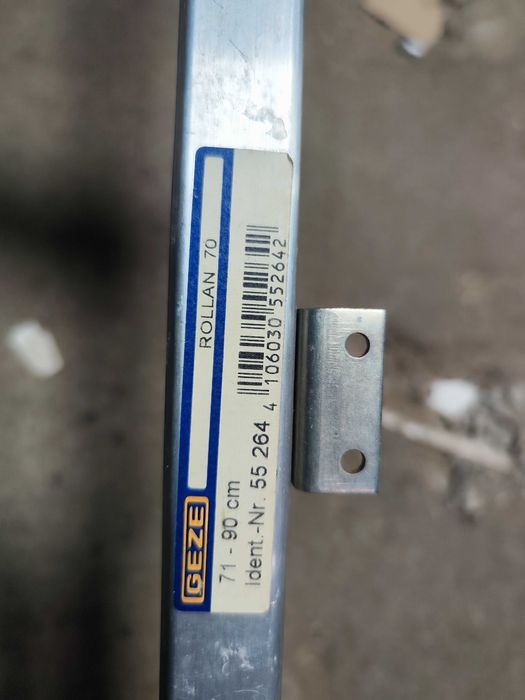 GEZE
ROLLAN 70
71 - 90 cm
Ident.-Nr. 55 264
4 106030 552642